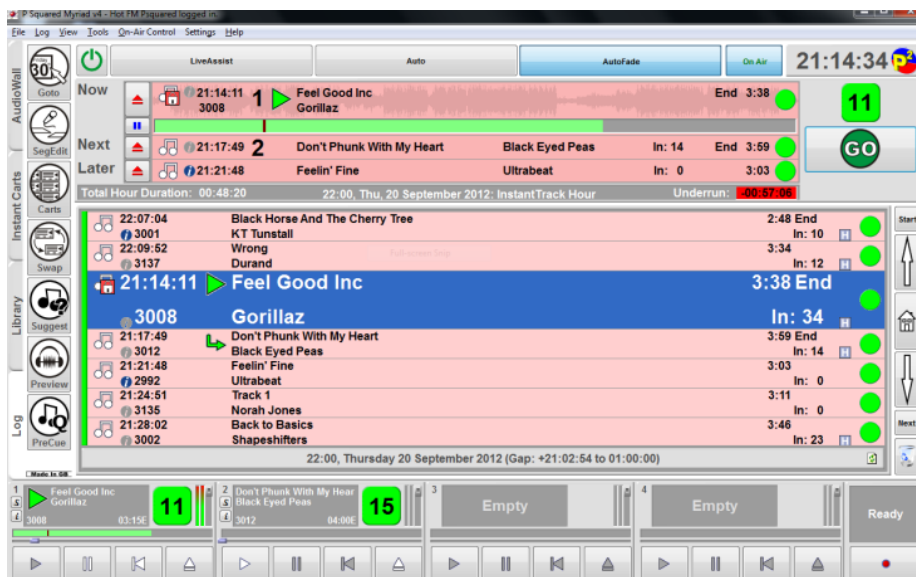 P Squared Myriad v4 - Hot FM Psquared logged in
File Log View Tools On-Air Control Settings Help
AudioWall
Instant Carts
Library
Log
30
Goto
SegEdit
Carts
Swap
Suggest
Preview
PreCue
Made In GB
LiveAssist Auto AutoFade On Air 21:14:34
Now 21:14:11 1 Feel Good Inc End 3:38
3008 Gorillaz
11
GO
Next 21:17:49 2 Don't Phunk With My Heart Black Eyed Peas In: 14 End 3:59
Later 21:21:48 Feelin' Fine Ultrabeat In: 0 3:03
Total Hour Duration: 00:48:20 22:00, Thu, 20 September 2012: InstantTrack Hour Underrun: -00:57:06
22:07:04 Black Horse And The Cherry Tree 2:48 End
3001 KT Tunstall In: 10 H
22:09:52 Wrong 3:34
3137 Durand In: 12 H
21:14:11 Feel Good Inc 3:38 End
3008 Gorillaz In: 34 H
21:17:49 Don't Phunk With My Heart 3:59 End
3012 Black Eyed Peas In: 14 H
21:21:48 Feelin' Fine 3:03
2992 Ultrabeat In: 0
21:24:51 Track 1 3:11
3135 Norah Jones In: 0
21:28:02 Back to Basics 3:46
3002 Shapeshifters In: 23 H
22:00, Thursday 20 September 2012 (Gap: +21:02:54 to 01:00:00)
Start
Next
1 Feel Good Inc
S Gorillaz
i 3008 03:15E
11
2 Don't Phunk With My Hear
S Black Eyed Peas
i 3012 04:00E
15
3 Empty
4 Empty
Ready